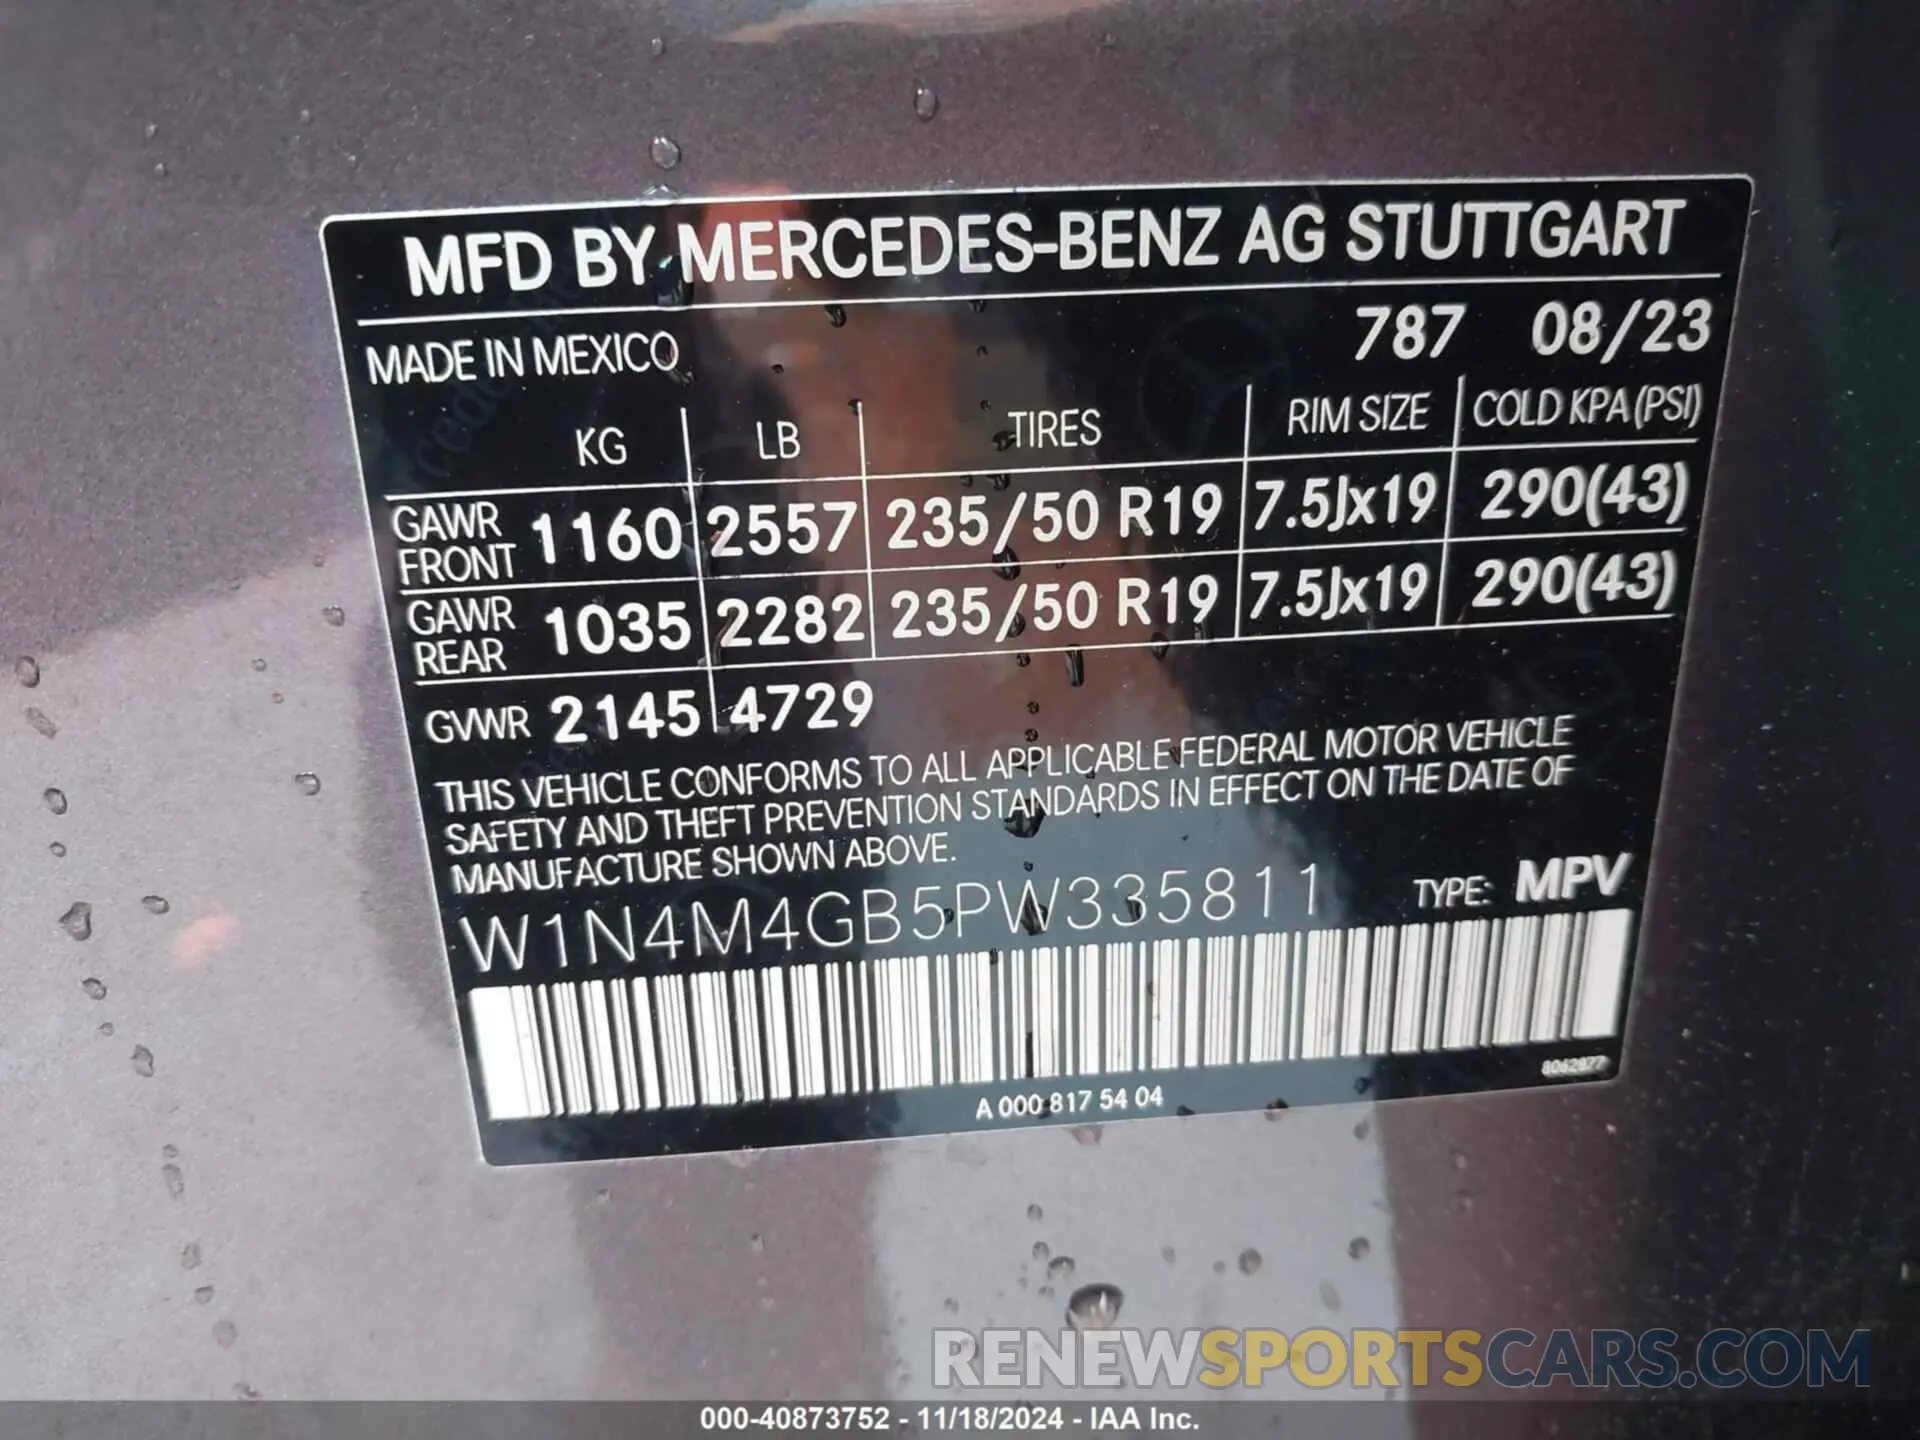 MFD BY MERCEDES-BENZ AG STUTTGART
MADE IN MEXICO 787 08/23
KG LB TIRES RIM SIZE COLD KPA(PSI)
GAWR FRONT 1160 2557 235/50 R19 7.5Jx19 290(43)
GAWR REAR 1035 2282 235/50 R19 7.5Jx19 290(43)
GVWR 2145 4729
THIS VEHICLE CONFORMS TO ALL APPLICABLE FEDERAL MOTOR VEHICLE
SAFETY AND THEFT PREVENTION STANDARDS IN EFFECT ON THE DATE OF
MANUFACTURE SHOWN ABOVE.
W1N4M4GB5PW335811 TYPE: MPV
8062877
A 000 817 54 04
RENEWSPORTSCARS.COM
000-40873752 - 11/18/2024 - IAA Inc.